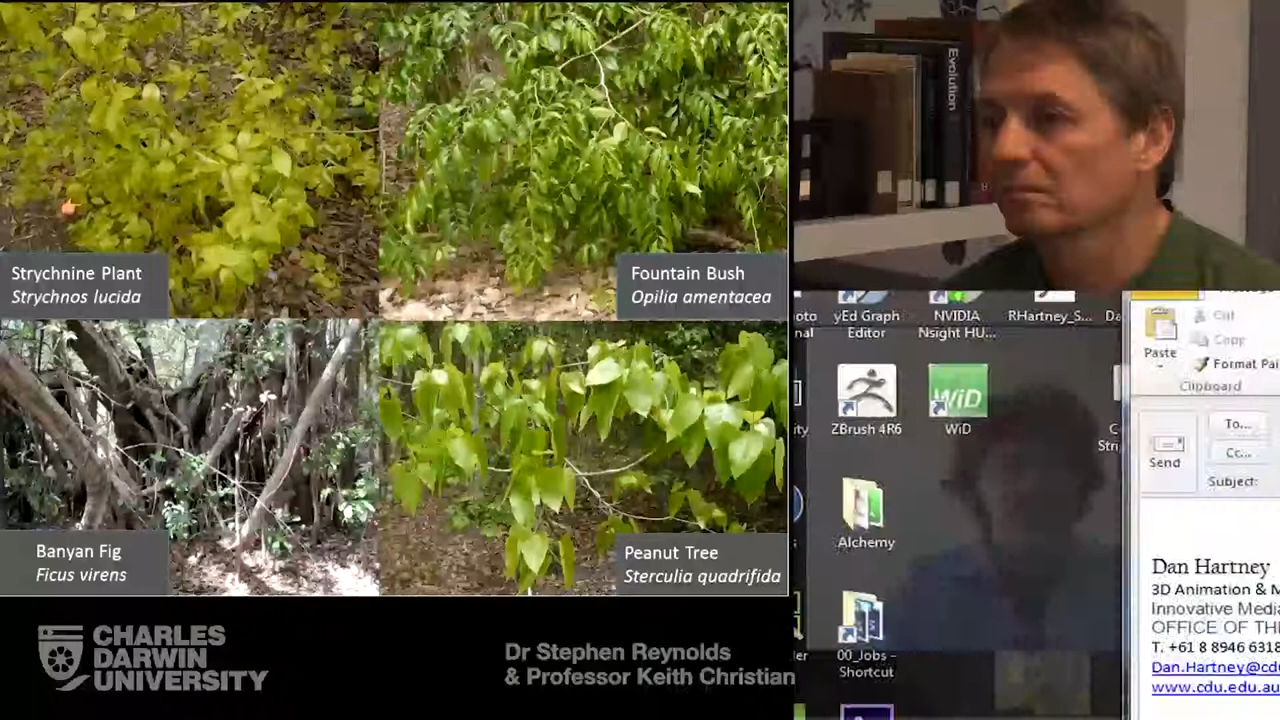 Strychnine Plant
Strychnos lucida
Fountain Bush
Opilia amentacea
Banyan Fig
Ficus virens
Peanut Tree
Sterculia quadrifida
CHARLES
DARWIN
UNIVERSITY
Dr Stephen Reynolds
& Professor Keith Christian
Evolution
yEd Graph
Editor
NVIDIA
Nsight HU...
RHartney_S...
ZBrush 4R6
WiD
WiD
Alchemy
00_Jobs -
Shortcut
Cut
Copy
Paste
Format Pai
Clipboard
To...
Cc...
Send
Subject:
Dan Hartney
3D Animation & M
Innovative Media
OFFICE OF THE
T. +61 8 8946 6318
Dan.Hartney@cdu
www.cdu.edu.au